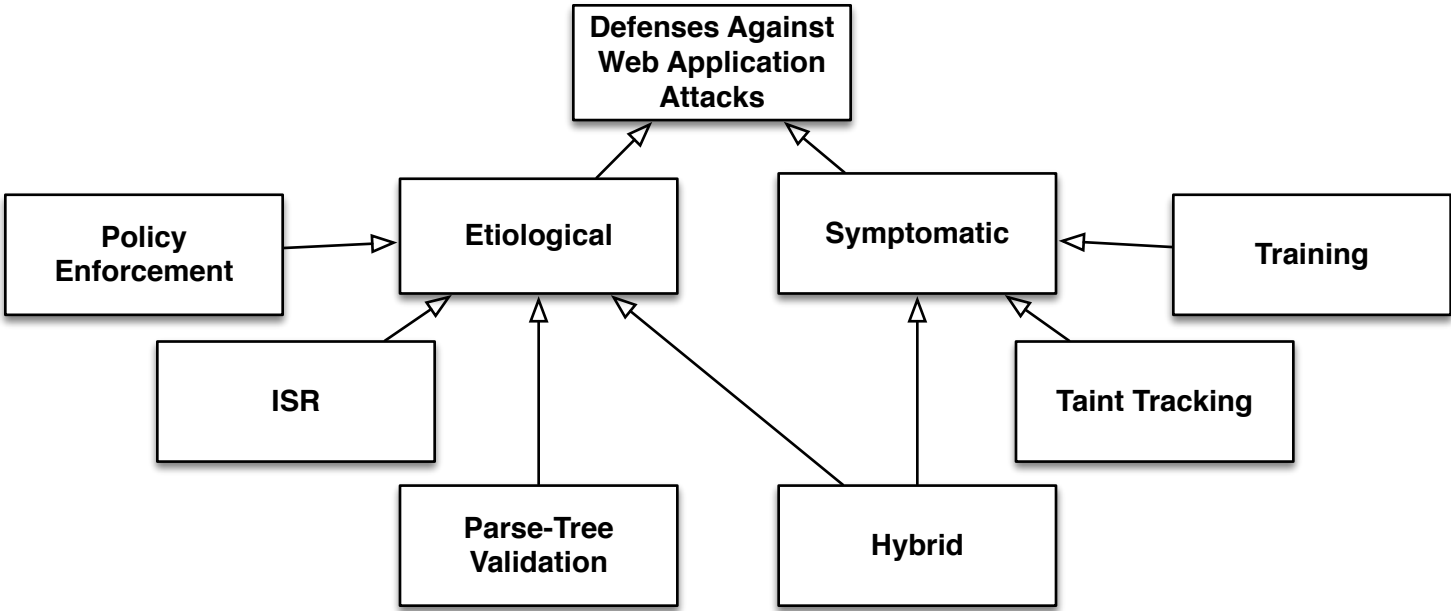 Defenses Against
Web Application
Attacks
Etiological
Symptomatic
Policy
Enforcement
Training
ISR
Taint Tracking
Parse-Tree
Validation
Hybrid